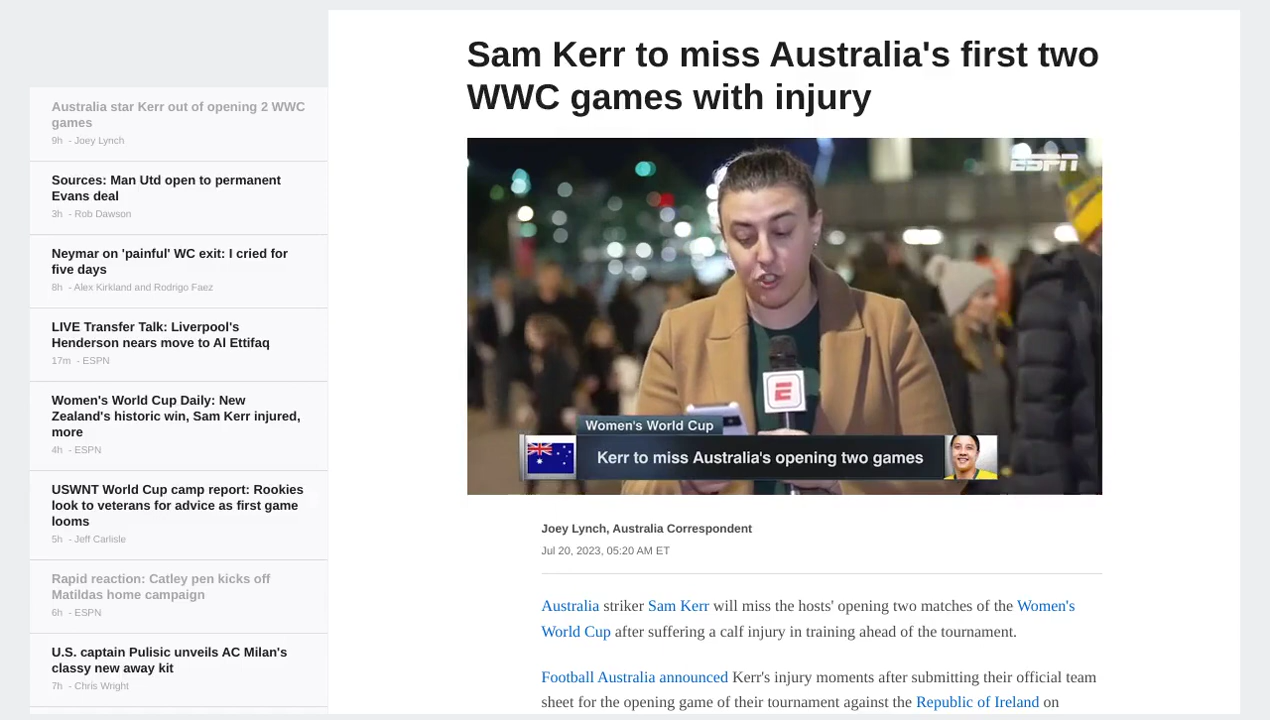 Sam Kerr to miss Australia's first two
WWC games with injury
Australia star Kerr out of opening 2 WWC
games
9h - Joey Lynch
Sources: Man Utd open to permanent
Evans deal
3h - Rob Dawson
Neymar on 'painful' WC exit: I cried for
five days
8h - Alex Kirkland and Rodrigo Faez
LIVE Transfer Talk: Liverpool's
Henderson nears move to Al Ettifaq
17m - ESPN
Women's World Cup Daily: New
Zealand's historic win, Sam Kerr injured,
more
4h - ESPN
USWNT World Cup camp report: Rookies
look to veterans for advice as first game
looms
5h - Jeff Carlisle
Rapid reaction: Catley pen kicks off
Matildas home campaign
6h - ESPN
U.S. captain Pulisic unveils AC Milan's
classy new away kit
7h - Chris Wright
ESPN
E
Women's World Cup
Kerr to miss Australia's opening two games
Joey Lynch, Australia Correspondent
Jul 20, 2023, 05:20 AM ET
Australia striker Sam Kerr will miss the hosts' opening two matches of the Women's
World Cup after suffering a calf injury in training ahead of the tournament.
Football Australia announced Kerr's injury moments after submitting their official team
sheet for the opening game of their tournament against the Republic of Ireland on